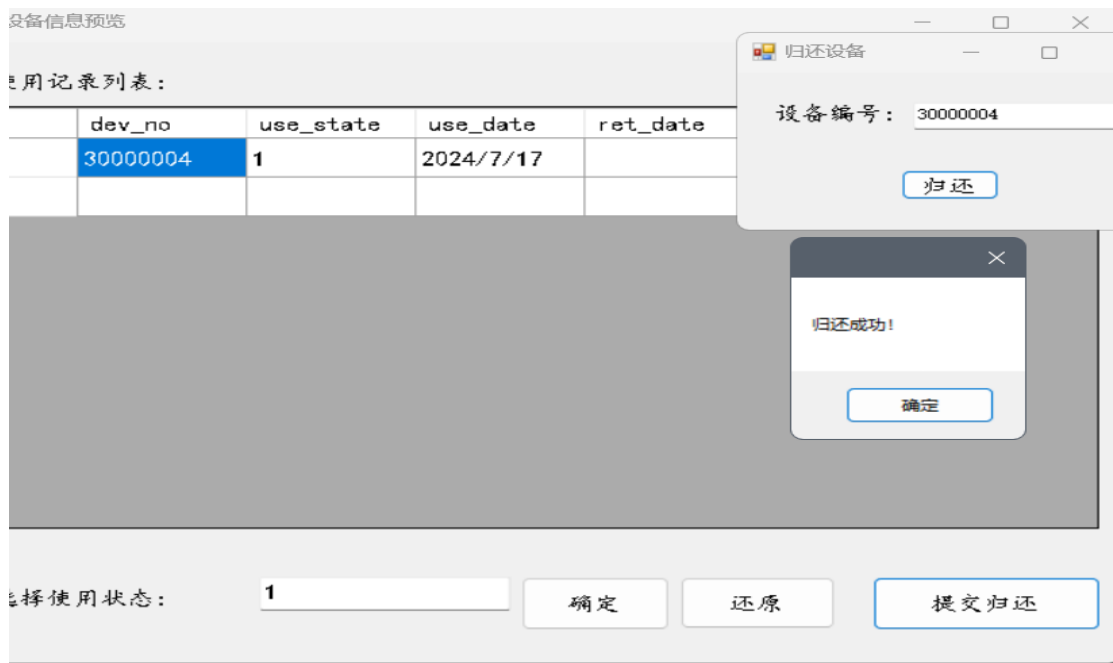 设备信息预览
归还设备
使用记录列表：
设备编号： 30000004
dev_no use_state use_date ret_date
30000004 1 2024/7/17
归还
归还成功!
确定
选择使用状态： 1 确定 还原 提交归还